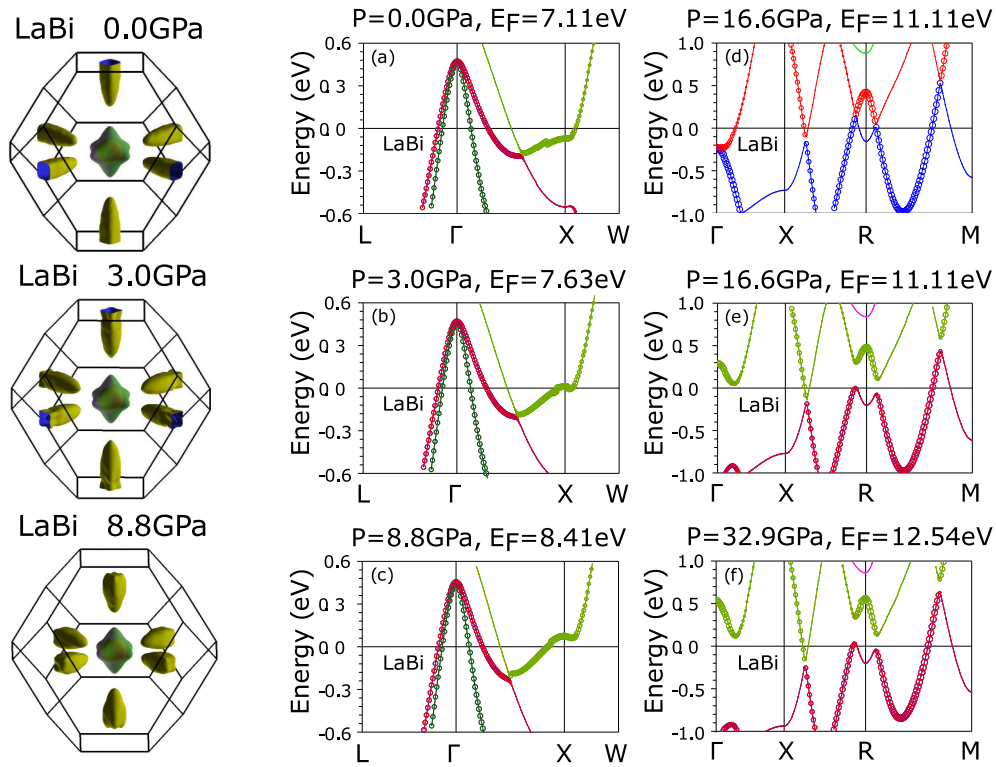 LaBi 0.0GPa
LaBi 3.0GPa
LaBi 8.8GPa
P=0.0GPa, EF=7.11eV
Energy (eV)
0.6
0.3
0.0
-0.3
-0.6
(a)
LaBi
L Γ X W
P=3.0GPa, EF=7.63eV
Energy (eV)
0.6
0.3
0.0
-0.3
-0.6
(b)
LaBi
L Γ X W
P=8.8GPa, EF=8.41eV
Energy (eV)
0.6
0.3
0.0
-0.3
-0.6
(c)
LaBi
L Γ X W
P=16.6GPa, EF=11.11eV
Energy (eV)
1.0
0.5
0.0
-0.5
-1.0
(d)
LaBi
Γ X R M
P=16.6GPa, EF=11.11eV
Energy (eV)
1.0
0.5
0.0
-0.5
-1.0
(e)
LaBi
Γ X R M
P=32.9GPa, EF=12.54eV
Energy (eV)
1.0
0.5
0.0
-0.5
-1.0
(f)
LaBi
Γ X R M